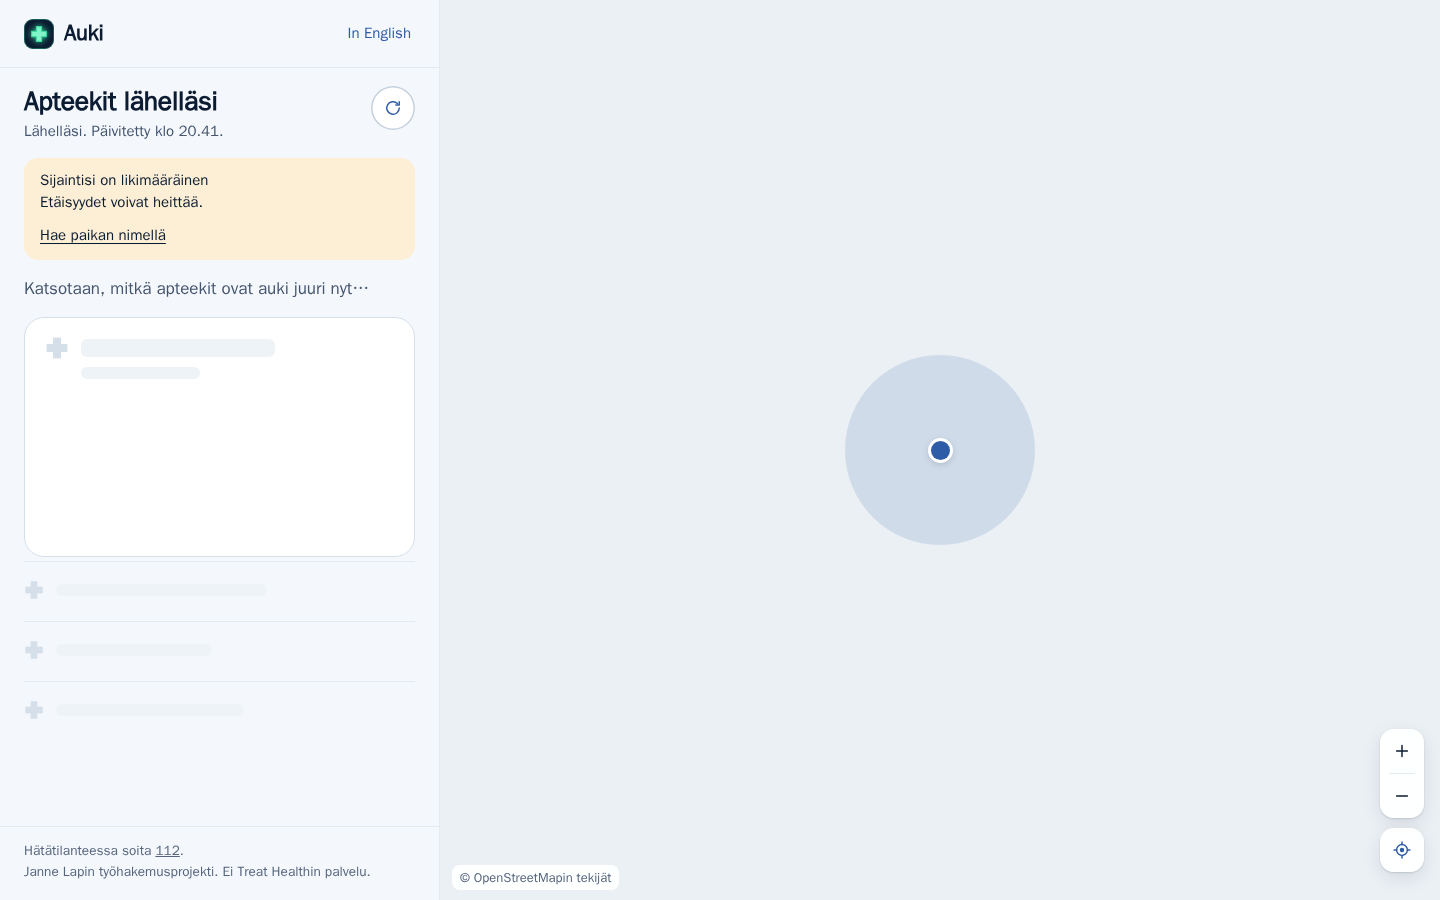 Auki
In English
Apteekit lähelläsi
Lähelläsi. Päivitetty klo 20.41.
Sijaintisi on likimääräinen
Etäisyydet voivat heittää.
Hae paikan nimellä
Katsotaan, mitkä apteekit ovat auki juuri nyt…
Hätätilanteessa soita 112.
Janne Lapin työhakemusprojekti. Ei Treat Healthin palvelu.
© OpenStreetMapin tekijät